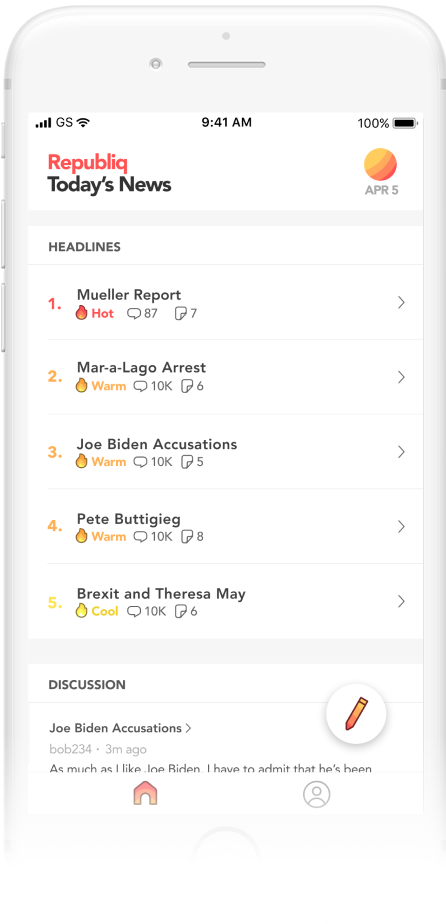 GS 9:41 AM 100%
Republiq
Today's News
APR 5
HEADLINES
1. Mueller Report
Hot 87 7
2. Mar-a-Lago Arrest
Warm 10K 6
3. Joe Biden Accusations
Warm 10K 5
4. Pete Buttigieg
Warm 10K 8
5. Brexit and Theresa May
Cool 10K 6
DISCUSSION
Joe Biden Accusations >
bob234 · 3m ago
As much as I like Joe Biden, I have to admit that he's been